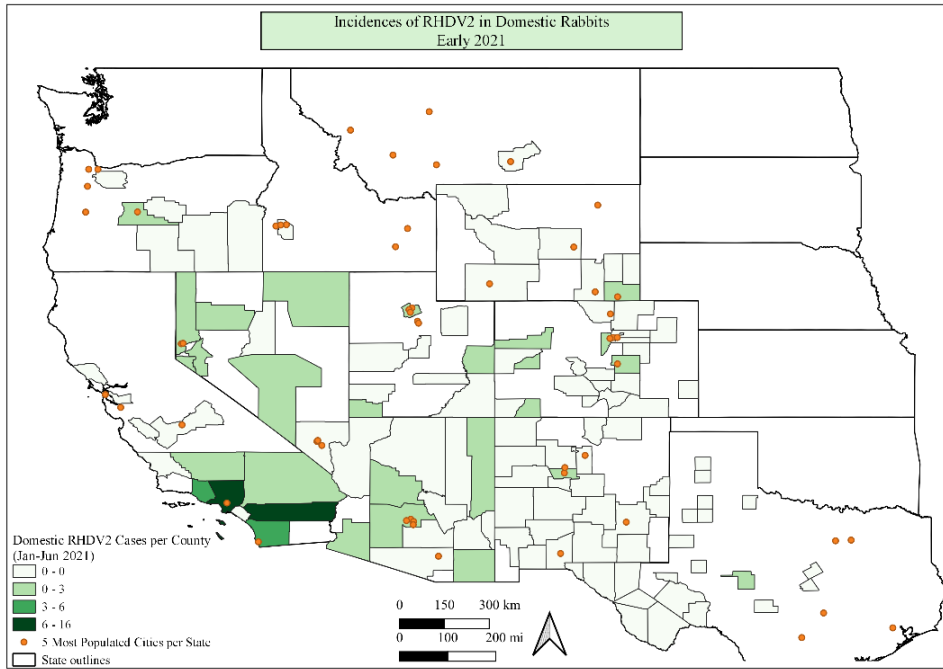 Incidences of RHDV2 in Domestic Rabbits
Early 2021
Domestic RHDV2 Cases per County
(Jan-Jun 2021)
0 - 0
0 - 3
3 - 6
6 - 16
5 Most Populated Cities per State
State outlines
0 150 300 km
0 100 200 mi